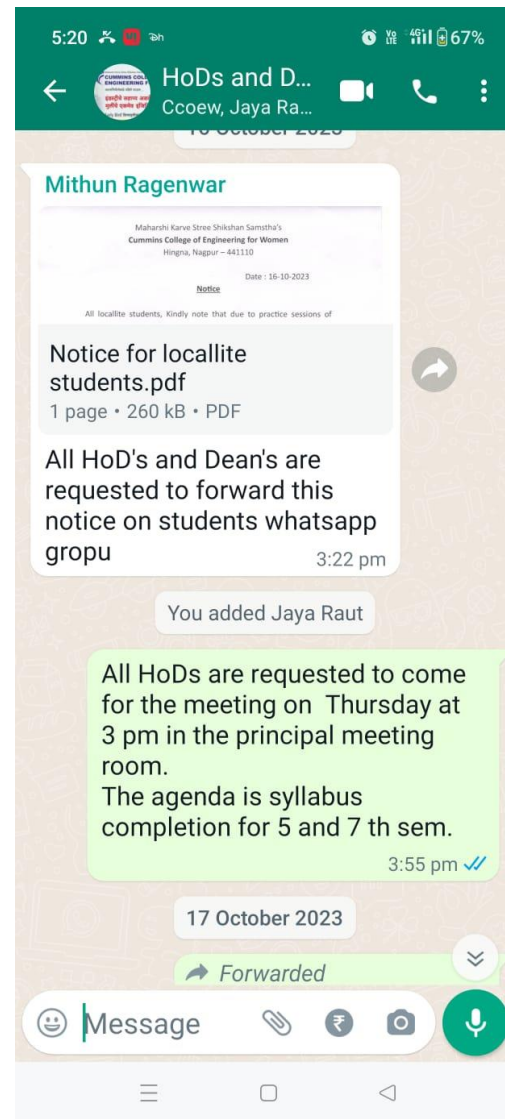 5:20
67%
HoDs and D...
Ccoew, Jaya Ra...
16 October 2023
Mithun Ragenwar
Maharshi Karve Stree Shikshan Samstha's
Cummins College of Engineering for Women
Hingna, Nagpur – 441110
Date : 16-10-2023
Notice
All locallite students, Kindly note that due to practice sessions of
Notice for locallite
students.pdf
1 page • 260 kB • PDF
All HoD's and Dean's are
requested to forward this
notice on students whatsapp
gropu
3:22 pm
You added Jaya Raut
All HoDs are requested to come
for the meeting on Thursday at
3 pm in the principal meeting
room.
The agenda is syllabus
completion for 5 and 7 th sem.
3:55 pm
17 October 2023
Forwarded
Message